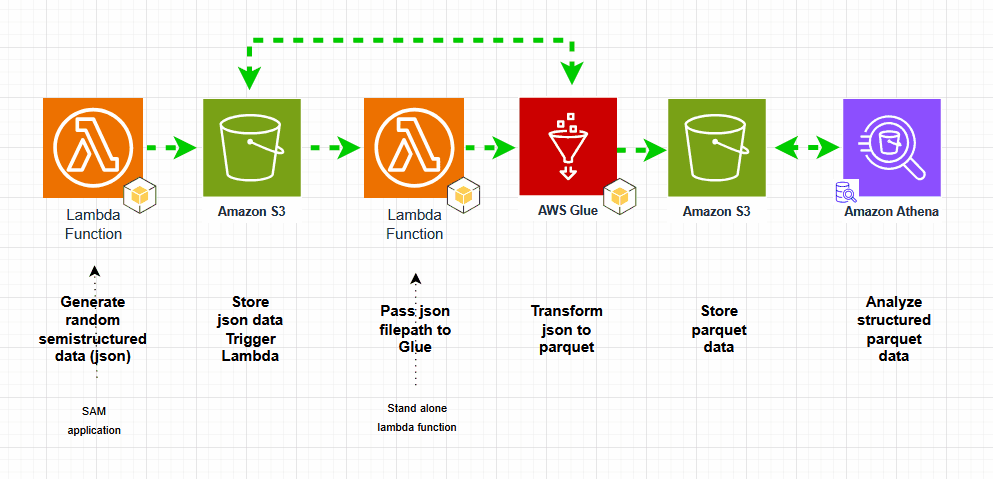 Lambda
Function
Amazon S3
Lambda
Function
AWS Glue
Amazon S3
Amazon Athena
Generate
random
semistructured
data (json)
Store
json data
Trigger
Lambda
Pass json
filepath to
Glue
Transform
json to
parquet
Store
parquet
data
Analyze
structured
parquet
data
SAM
application
Stand alone
lambda function